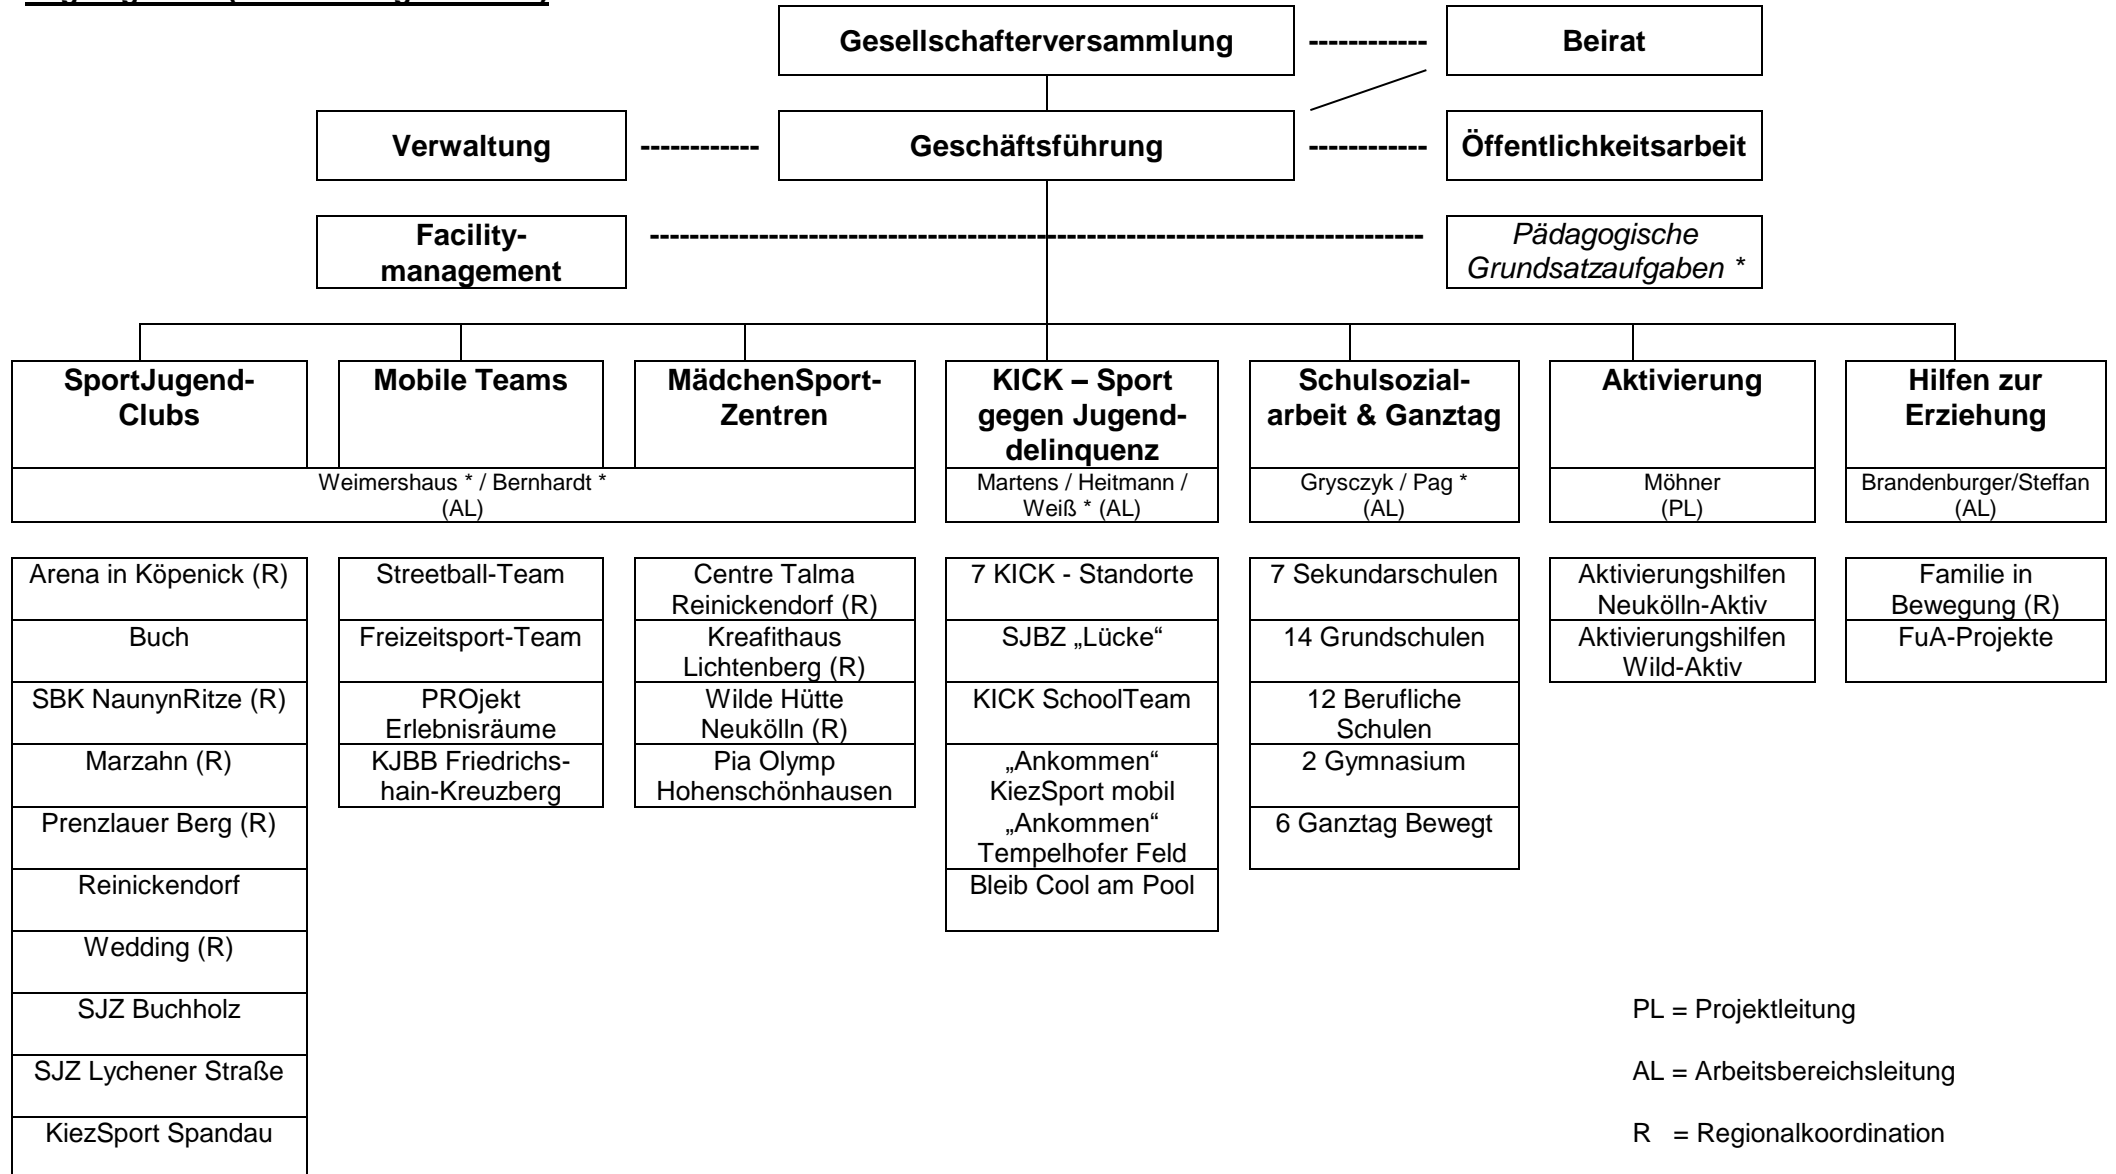 Gesellschafterversammlung
Beirat
Verwaltung
Geschäftsführung
Öffentlichkeitsarbeit
Facility-
management
Pädagogische
Grundsatzaufgaben *
SportJugend-
Clubs
Mobile Teams
MädchenSport-
Zentren
KICK – Sport
gegen Jugend-
delinquenz
Schulsozial-
arbeit & Ganztag
Aktivierung
Hilfen zur
Erziehung
Weimershaus * / Bernhardt *
(AL)
Martens / Heitmann /
Weiß * (AL)
Grysczyk / Pag *
(AL)
Möhner
(PL)
Brandenburger/Steffan
(AL)
Arena in Köpenick (R)
Buch
SBK NaunynRitze (R)
Marzahn (R)
Prenzlauer Berg (R)
Reinickendorf
Wedding (R)
SJZ Buchholz
SJZ Lychener Straße
KiezSport Spandau
Streetball-Team
Freizeitsport-Team
PROjekt
Erlebnisräume
KJBB Friedrichs-
hain-Kreuzberg
Centre Talma
Reinickendorf (R)
Kreafithaus
Lichtenberg (R)
Wilde Hütte
Neukölln (R)
Pia Olymp
Hohenschönhausen
7 KICK - Standorte
SJBZ „Lücke“
KICK SchoolTeam
„Ankommen“
KiezSport mobil
„Ankommen“
Tempelhofer Feld
Bleib Cool am Pool
7 Sekundarschulen
14 Grundschulen
12 Berufliche
Schulen
2 Gymnasium
6 Ganztag Bewegt
Aktivierungshilfen
Neukölln-Aktiv
Aktivierungshilfen
Wild-Aktiv
Familie in
Bewegung (R)
FuA-Projekte
PL = Projektleitung
AL = Arbeitsbereichsleitung
R = Regionalkoordination